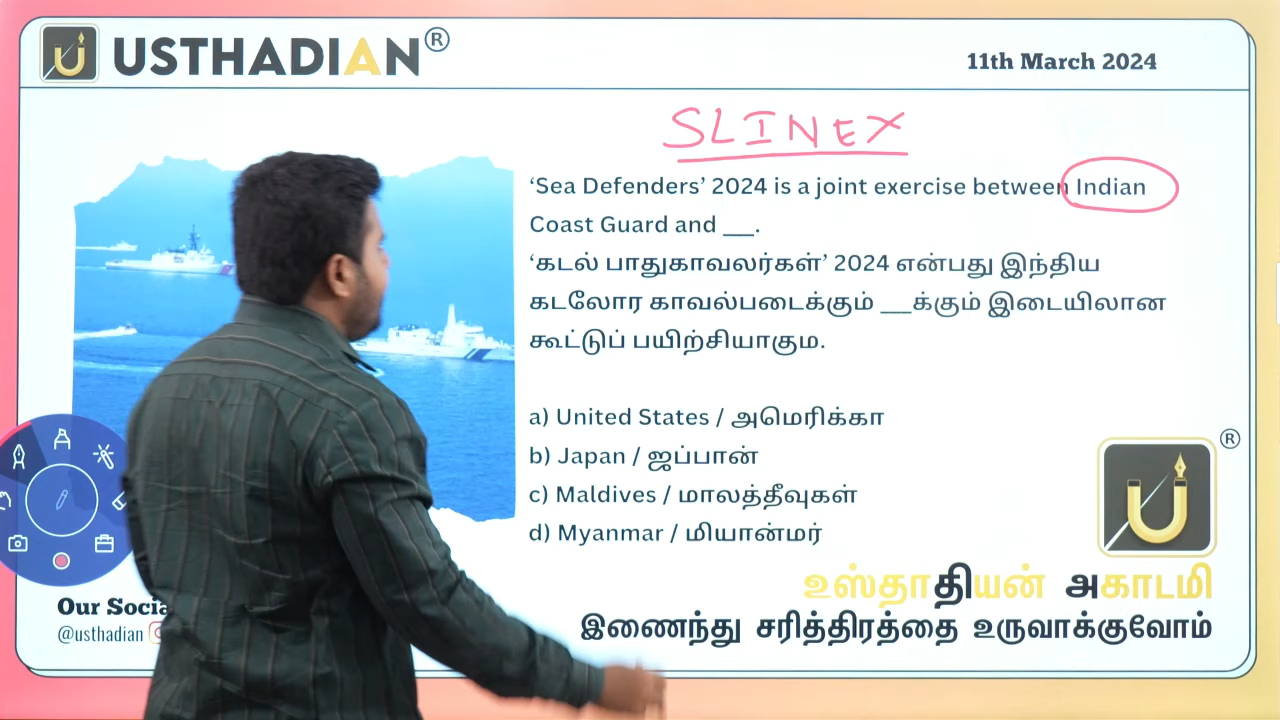 USTHADIAN®
11th March 2024
SLINEX
‘Sea Defenders’ 2024 is a joint exercise between Indian
Coast Guard and ___.
‘கடல் பாதுகாவலர்கள்’ 2024 என்பது இந்திய
கடலோர காவல்படைக்கும் ___க்கும் இடையிலான
கூட்டுப் பயிற்சியாகும.
a) United States / அமெரிக்கா
b) Japan / ஜப்பான்
c) Maldives / மாலத்தீவுகள்
d) Myanmar / மியான்மர்
®
உஸ்தாதியன் அகாடமி
இணைந்து சரித்திரத்தை உருவாக்குவோம்
Our Socia
@usthadian